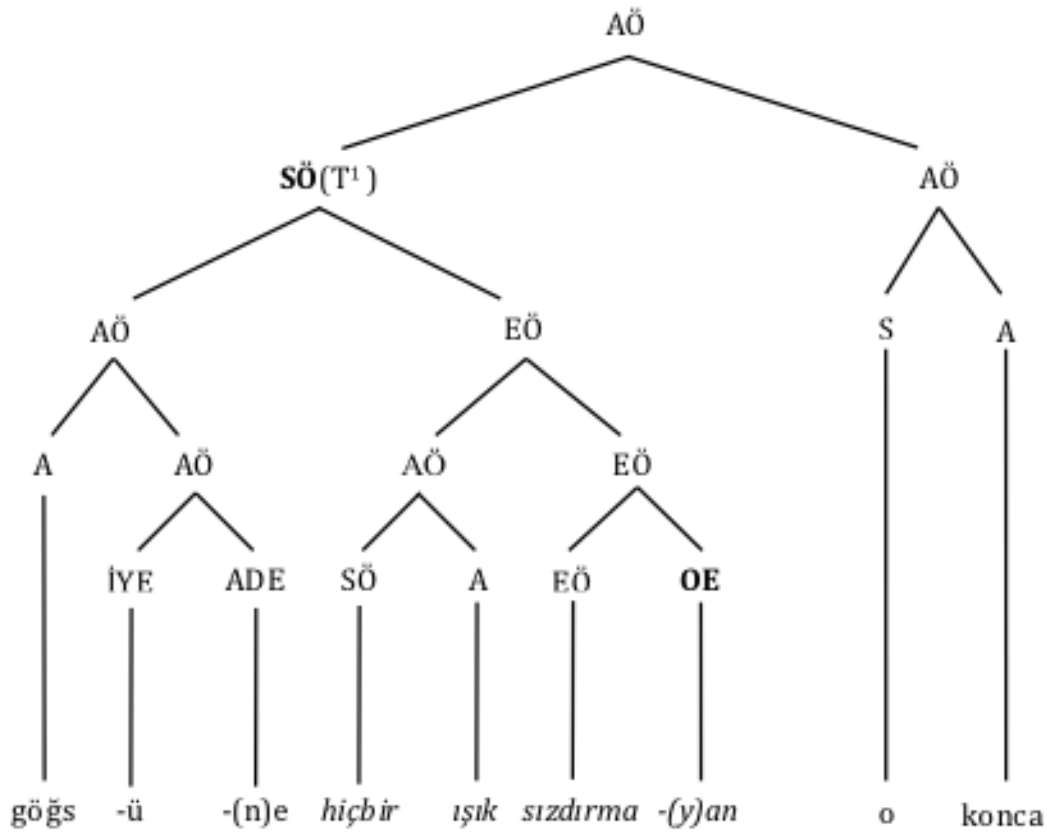 AÖ
SÖ(T¹) AÖ
AÖ EÖ S A
A AÖ AÖ EÖ
İYE ADE SÖ A EÖ OE
göğs -ü -(n)e hiçbir ışık sızdırma -(y)an o konca